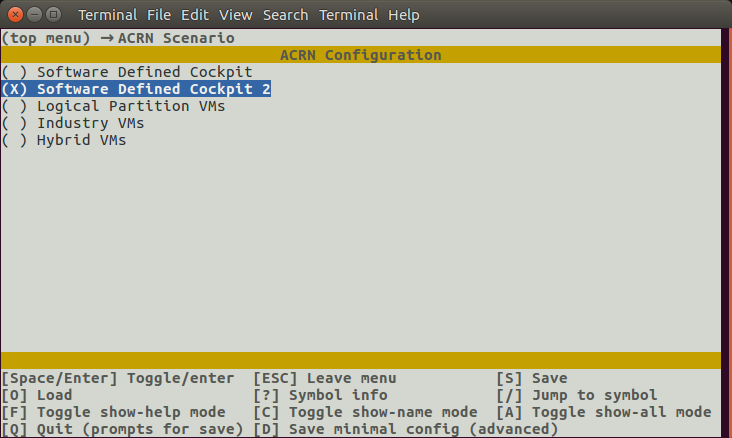 Terminal File Edit View Search Terminal Help
(top menu) → ACRN Scenario
ACRN Configuration
( ) Software Defined Cockpit
(X) Software Defined Cockpit 2
( ) Logical Partition VMs
( ) Industry VMs
( ) Hybrid VMs
[Space/Enter] Toggle/enter [ESC] Leave menu [S] Save
[O] Load [?] Symbol info [/] Jump to symbol
[F] Toggle show-help mode [C] Toggle show-name mode [A] Toggle show-all mode
[Q] Quit (prompts for save) [D] Save minimal config (advanced)